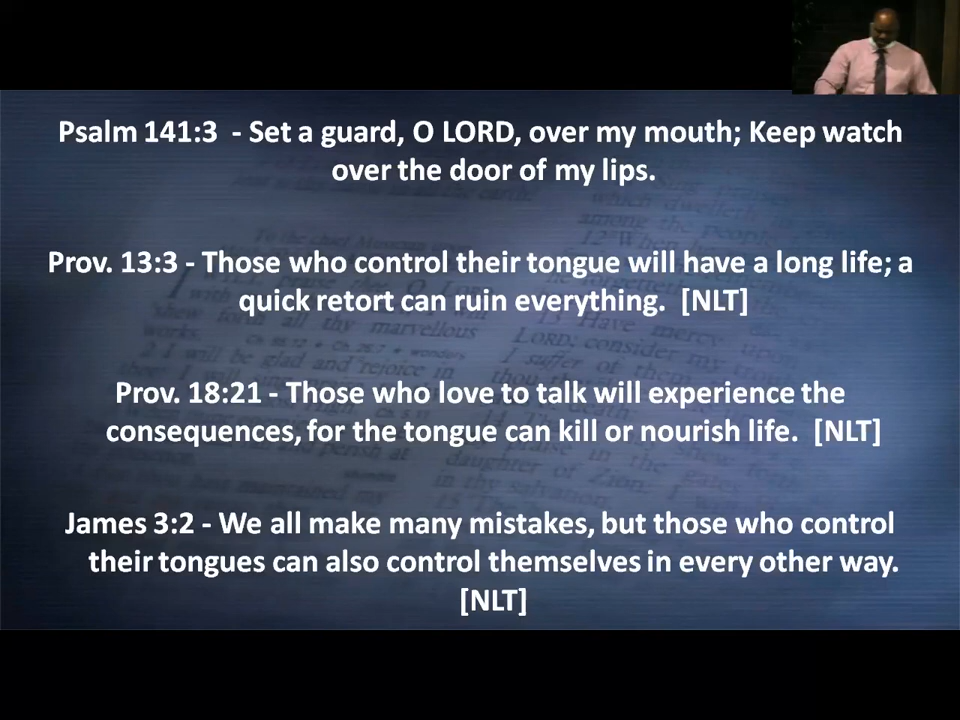 Psalm 141:3  - Set a guard, O LORD, over my mouth; Keep watch
over the door of my lips.
Prov. 13:3 - Those who control their tongue will have a long life; a
quick retort can ruin everything.  [NLT]
Prov. 18:21 - Those who love to talk will experience the
consequences, for the tongue can kill or nourish life.  [NLT]
James 3:2 - We all make many mistakes, but those who control
their tongues can also control themselves in every other way.
[NLT]